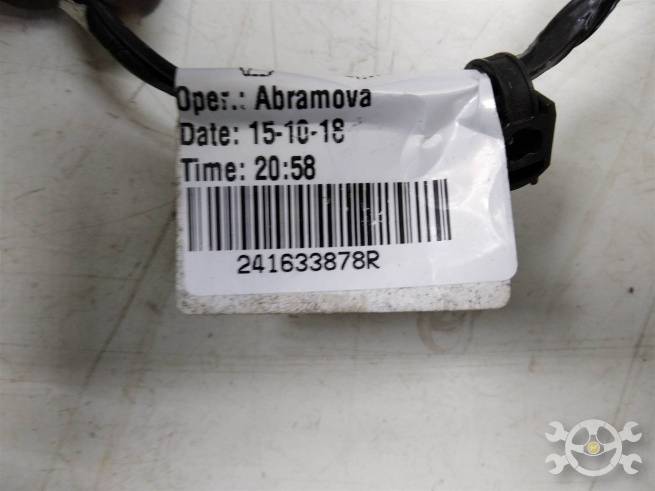 Oper.: Abramova
Date: 15-10-18
Time: 20:58
241633878R